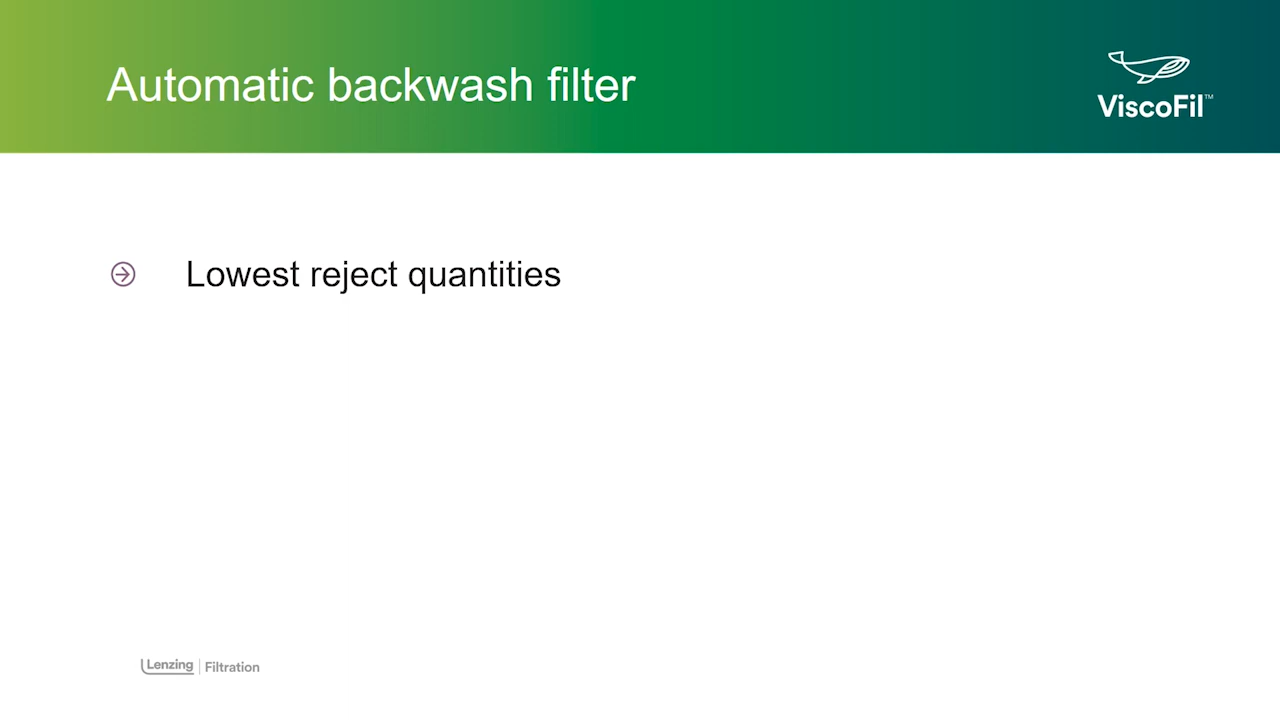 Automatic backwash filter
ViscoFil™
Lowest reject quantities
Lenzing | Filtration